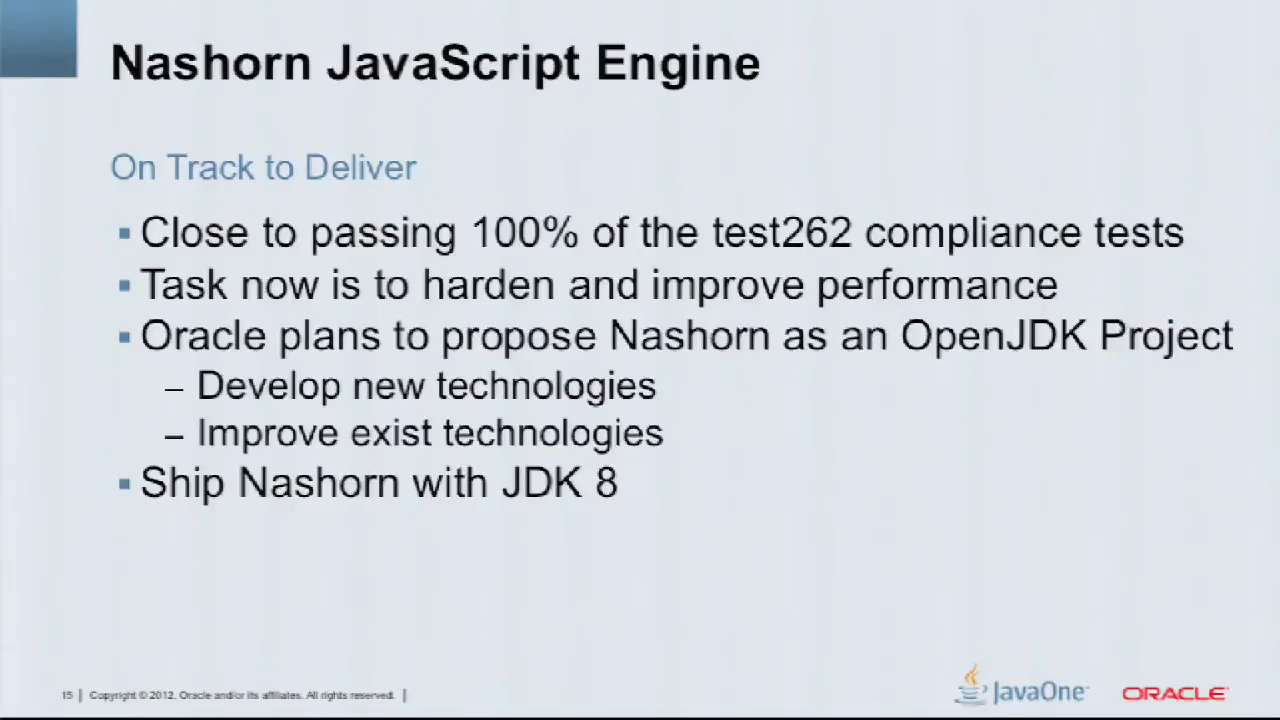 Nashorn JavaScript Engine
On Track to Deliver
▪ Close to passing 100% of the test262 compliance tests
▪ Task now is to harden and improve performance
▪ Oracle plans to propose Nashorn as an OpenJDK Project
– Develop new technologies
– Improve exist technologies
▪ Ship Nashorn with JDK 8
15 | Copyright © 2012, Oracle and/or its affiliates. All rights reserved. |
JavaOne
ORACLE